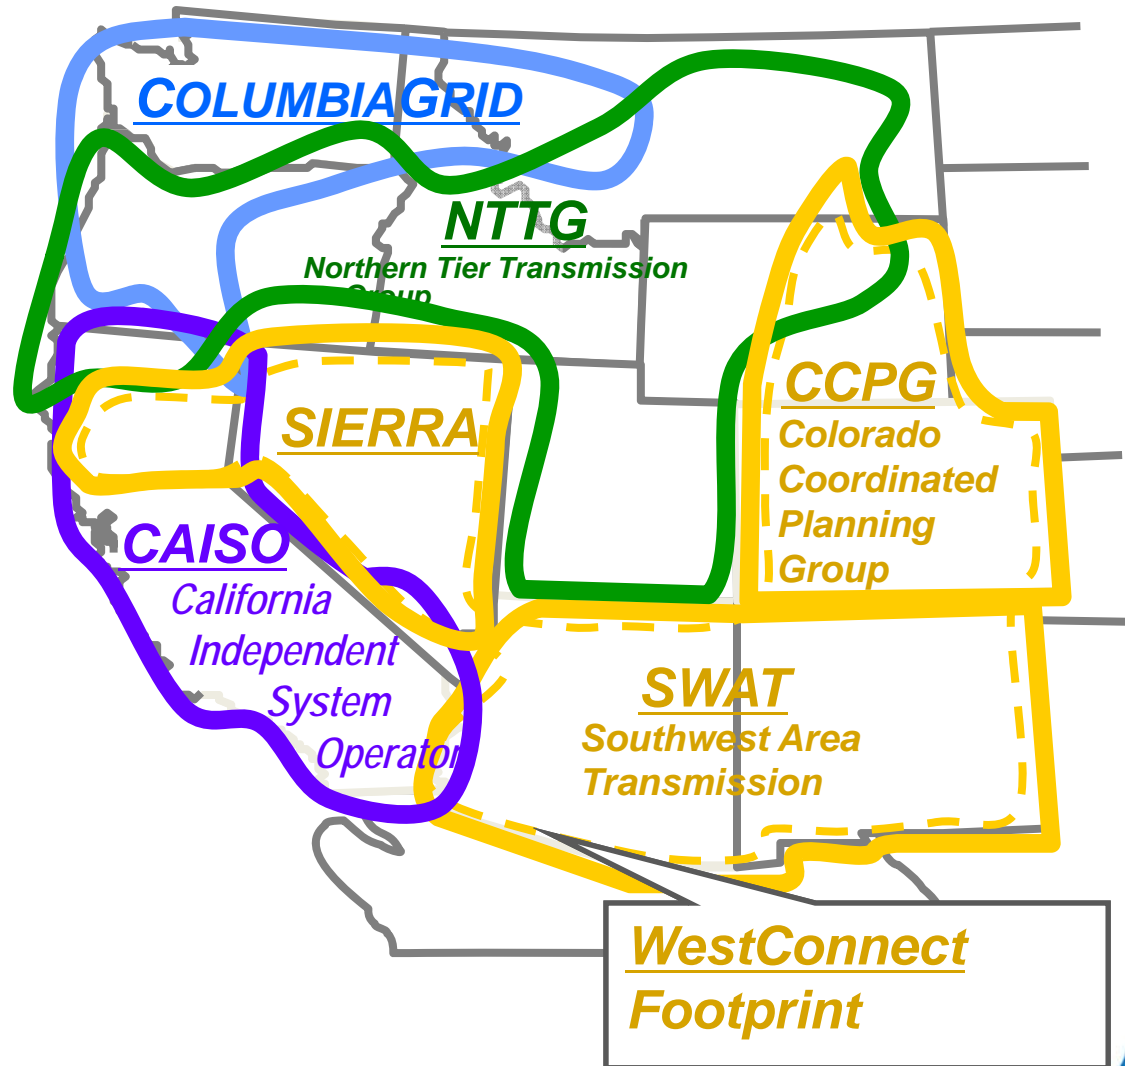 COLUMBIAGRID
NTTG
Northern Tier Transmission
Group
SIERRA
CCPG
Colorado
Coordinated
Planning
Group
CAISO
California
Independent
System
Operator
SWAT
Southwest Area
Transmission
WestConnect
Footprint